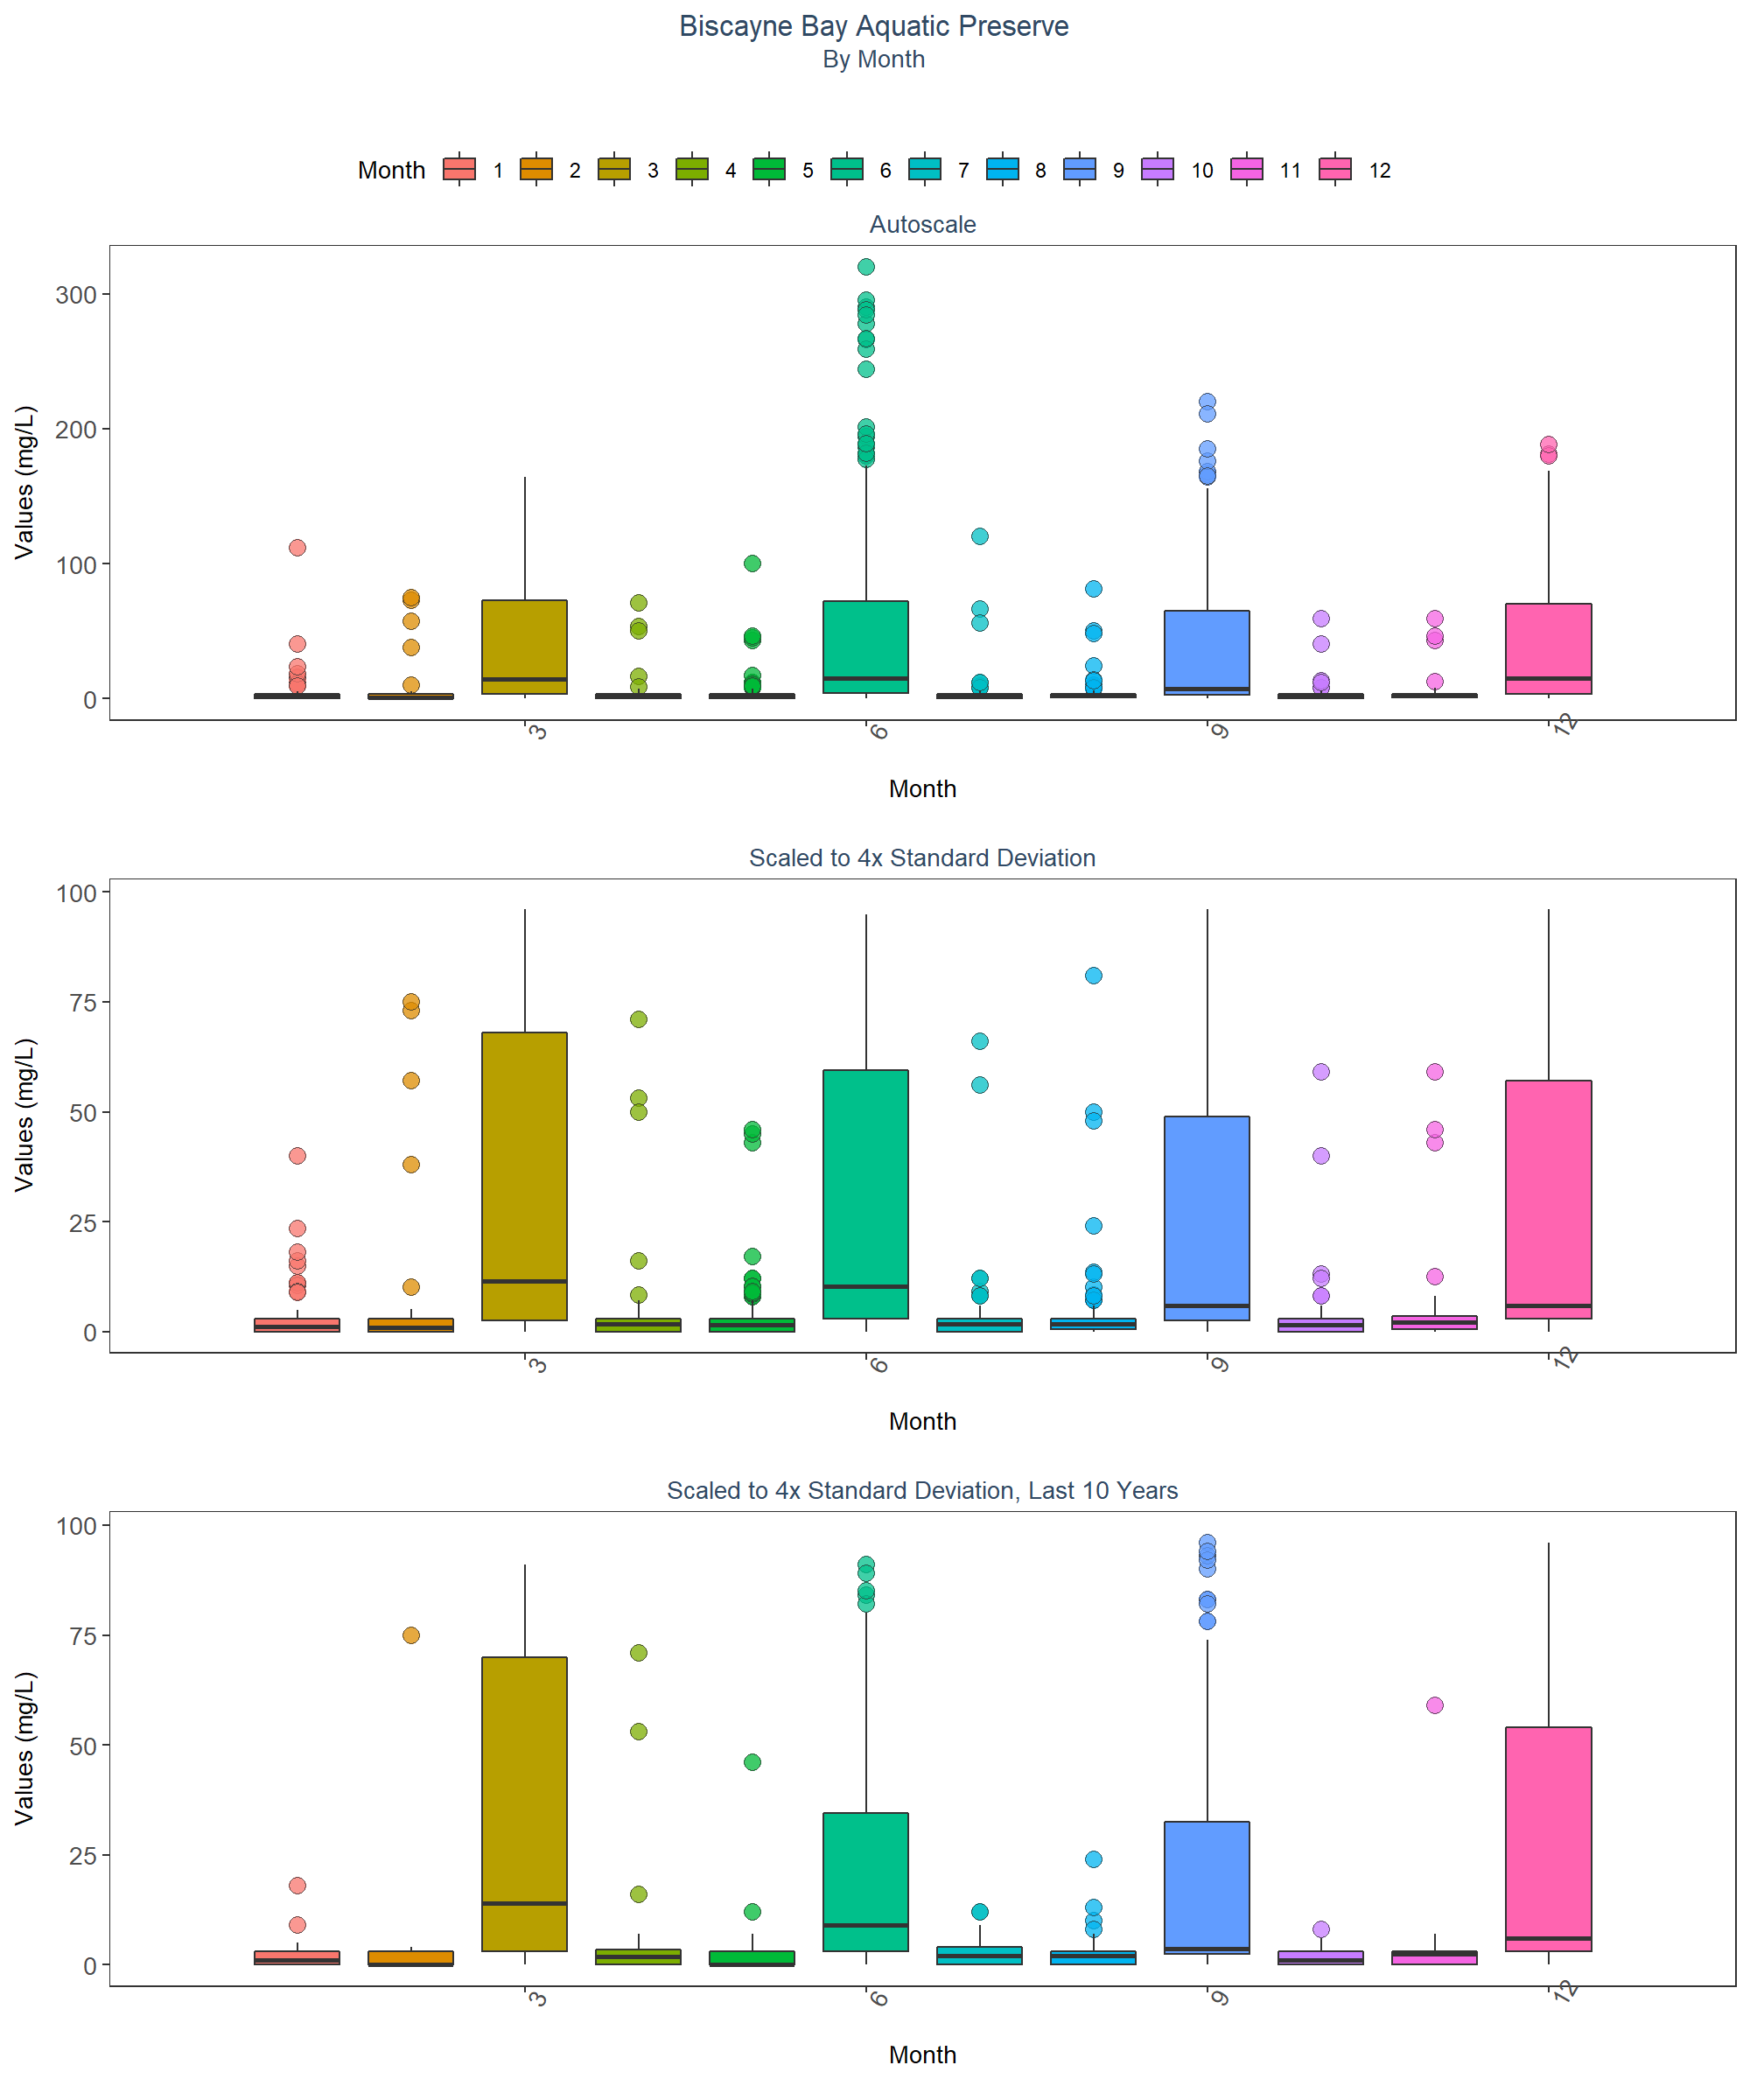 Biscayne Bay Aquatic Preserve
By Month
Month 1 2 3 4 5 6 7 8 9 10 11 12
Autoscale
Values (mg/L)
300
200
100
0
3 6 9 12
Month
Scaled to 4x Standard Deviation
Values (mg/L)
100
75
50
25
0
3 6 9 12
Month
Scaled to 4x Standard Deviation, Last 10 Years
Values (mg/L)
100
75
50
25
0
3 6 9 12
Month